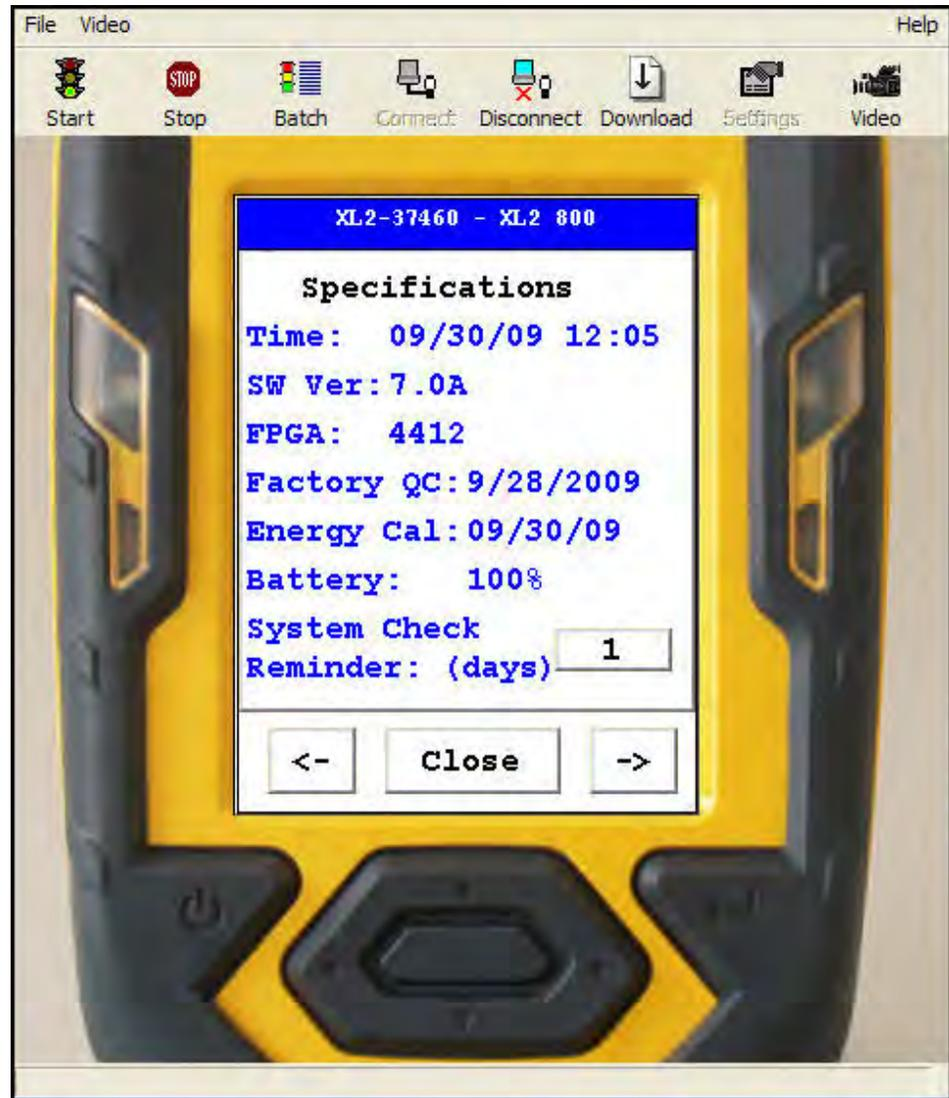 File Video Help
STOP
Start Stop Batch Connect Disconnect Download Settings Video
XL2-37460 - XL2 800
Specifications
Time: 09/30/09 12:05
SW Ver: 7.0A
FPGA: 4412
Factory QC: 9/28/2009
Energy Cal: 09/30/09
Battery: 100%
System Check
Reminder: (days) 1
<- Close ->